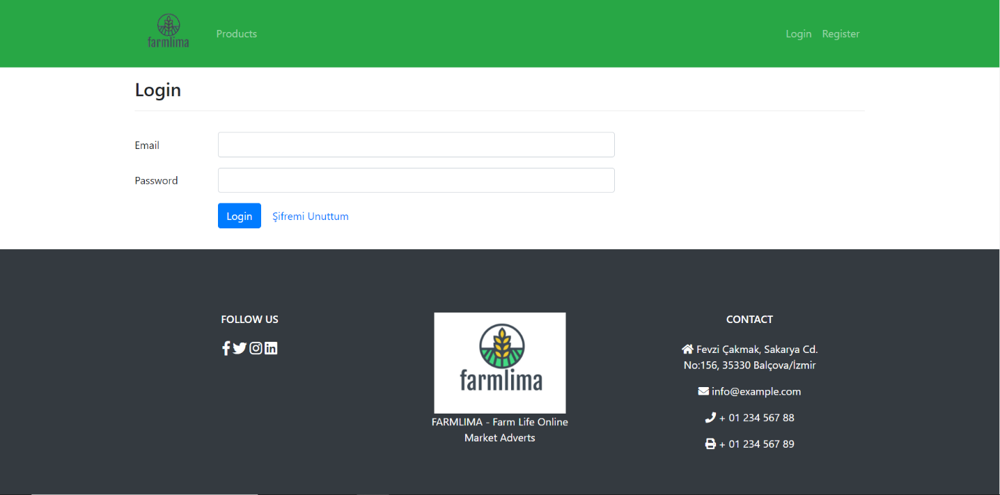 farmlima
Products
Login
Register
Login
Email
Password
Login
Şifremi Unuttum
FOLLOW US
farmlima
FARMLIMA - Farm Life Online
Market Adverts
CONTACT
Fevzi Çakmak, Sakarya Cd.
No:156, 35330 Balçova/İzmir
info@example.com
+ 01 234 567 88
+ 01 234 567 89